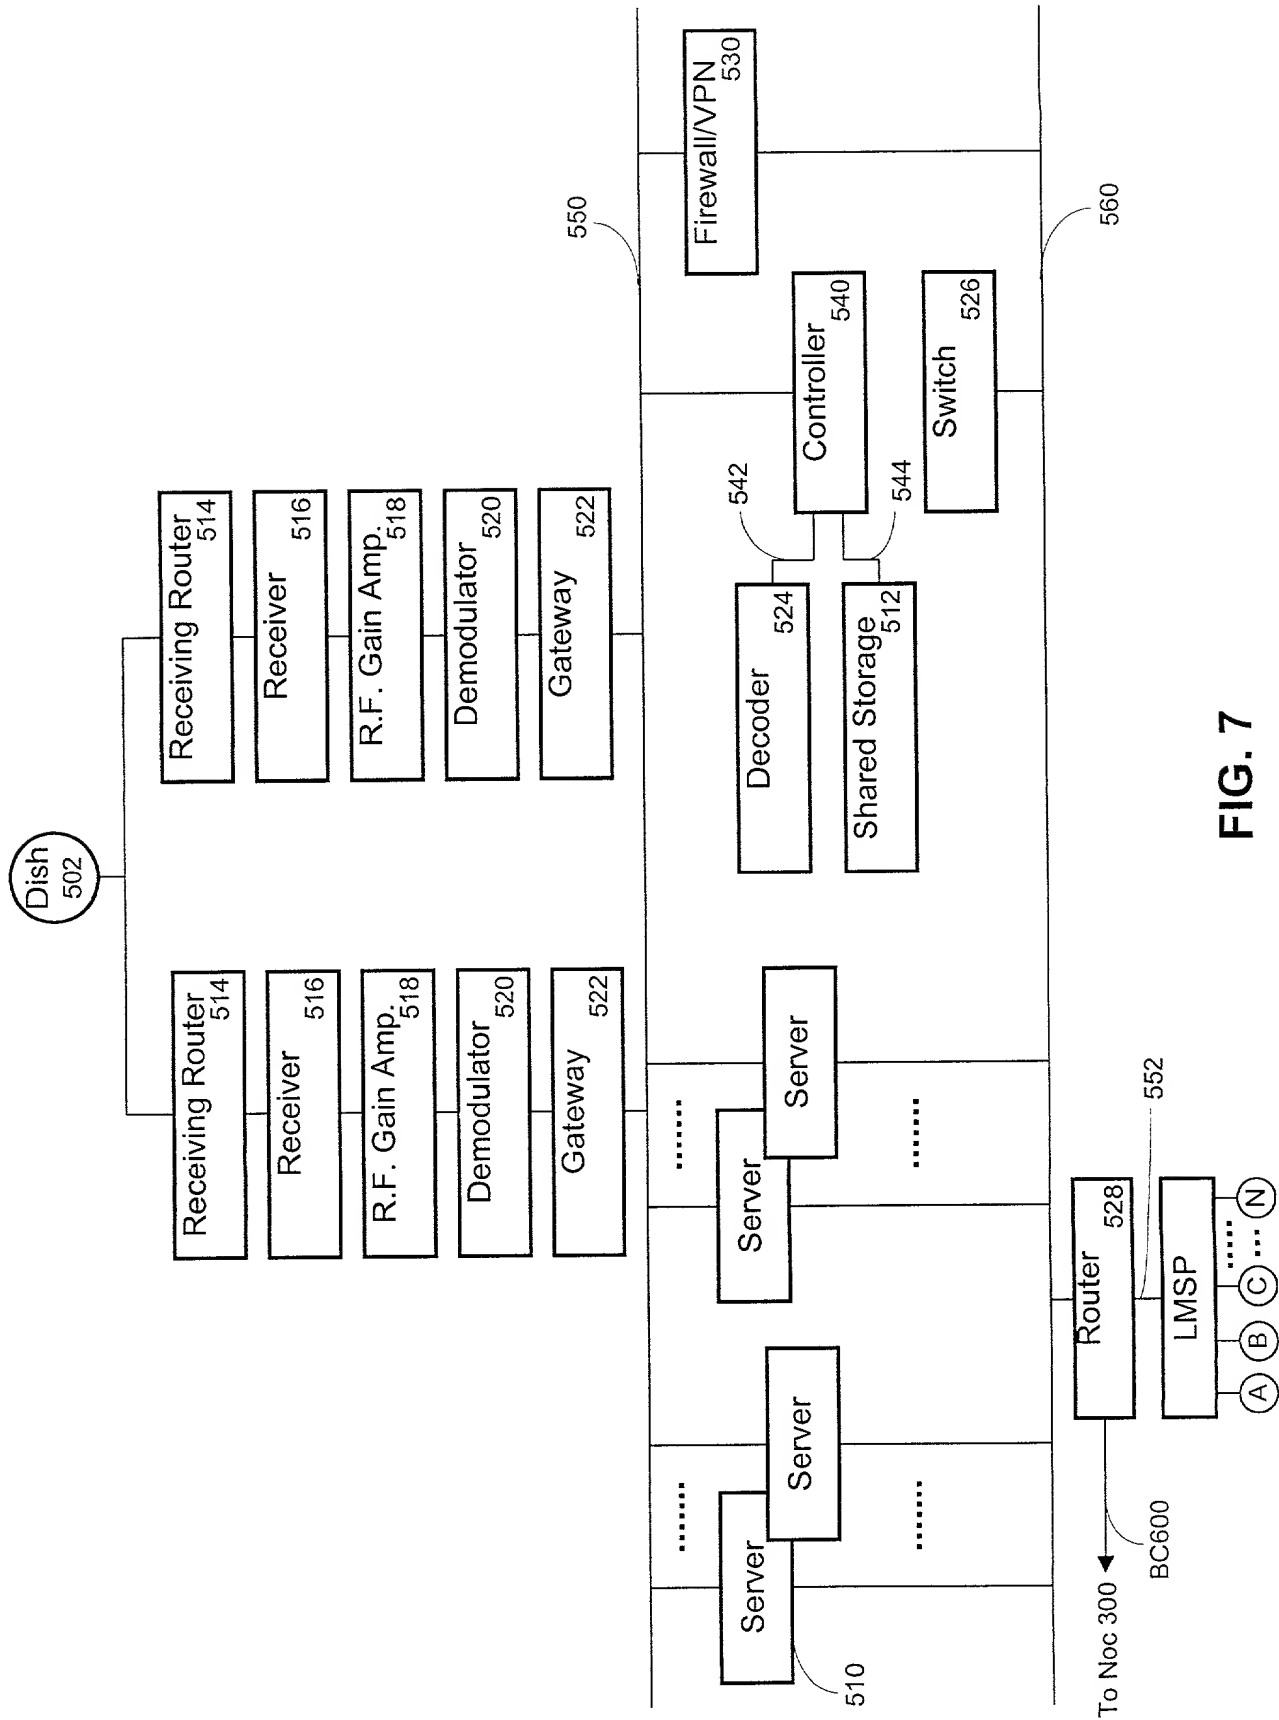 Dish
502
Receiving Router
514
Receiver
516
R.F. Gain Amp.
518
Demodulator
520
Gateway
522
Receiving Router
514
Receiver
516
R.F. Gain Amp.
518
Demodulator
520
Gateway
522
550
Server
Server
510
Server
Server
Decoder
524
542
Shared Storage
512
544
Controller
540
Switch
526
Firewall/VPN
530
560
Router
528
552
To Noc 300
BC600
LMSP
A
B
C
N
FIG. 7